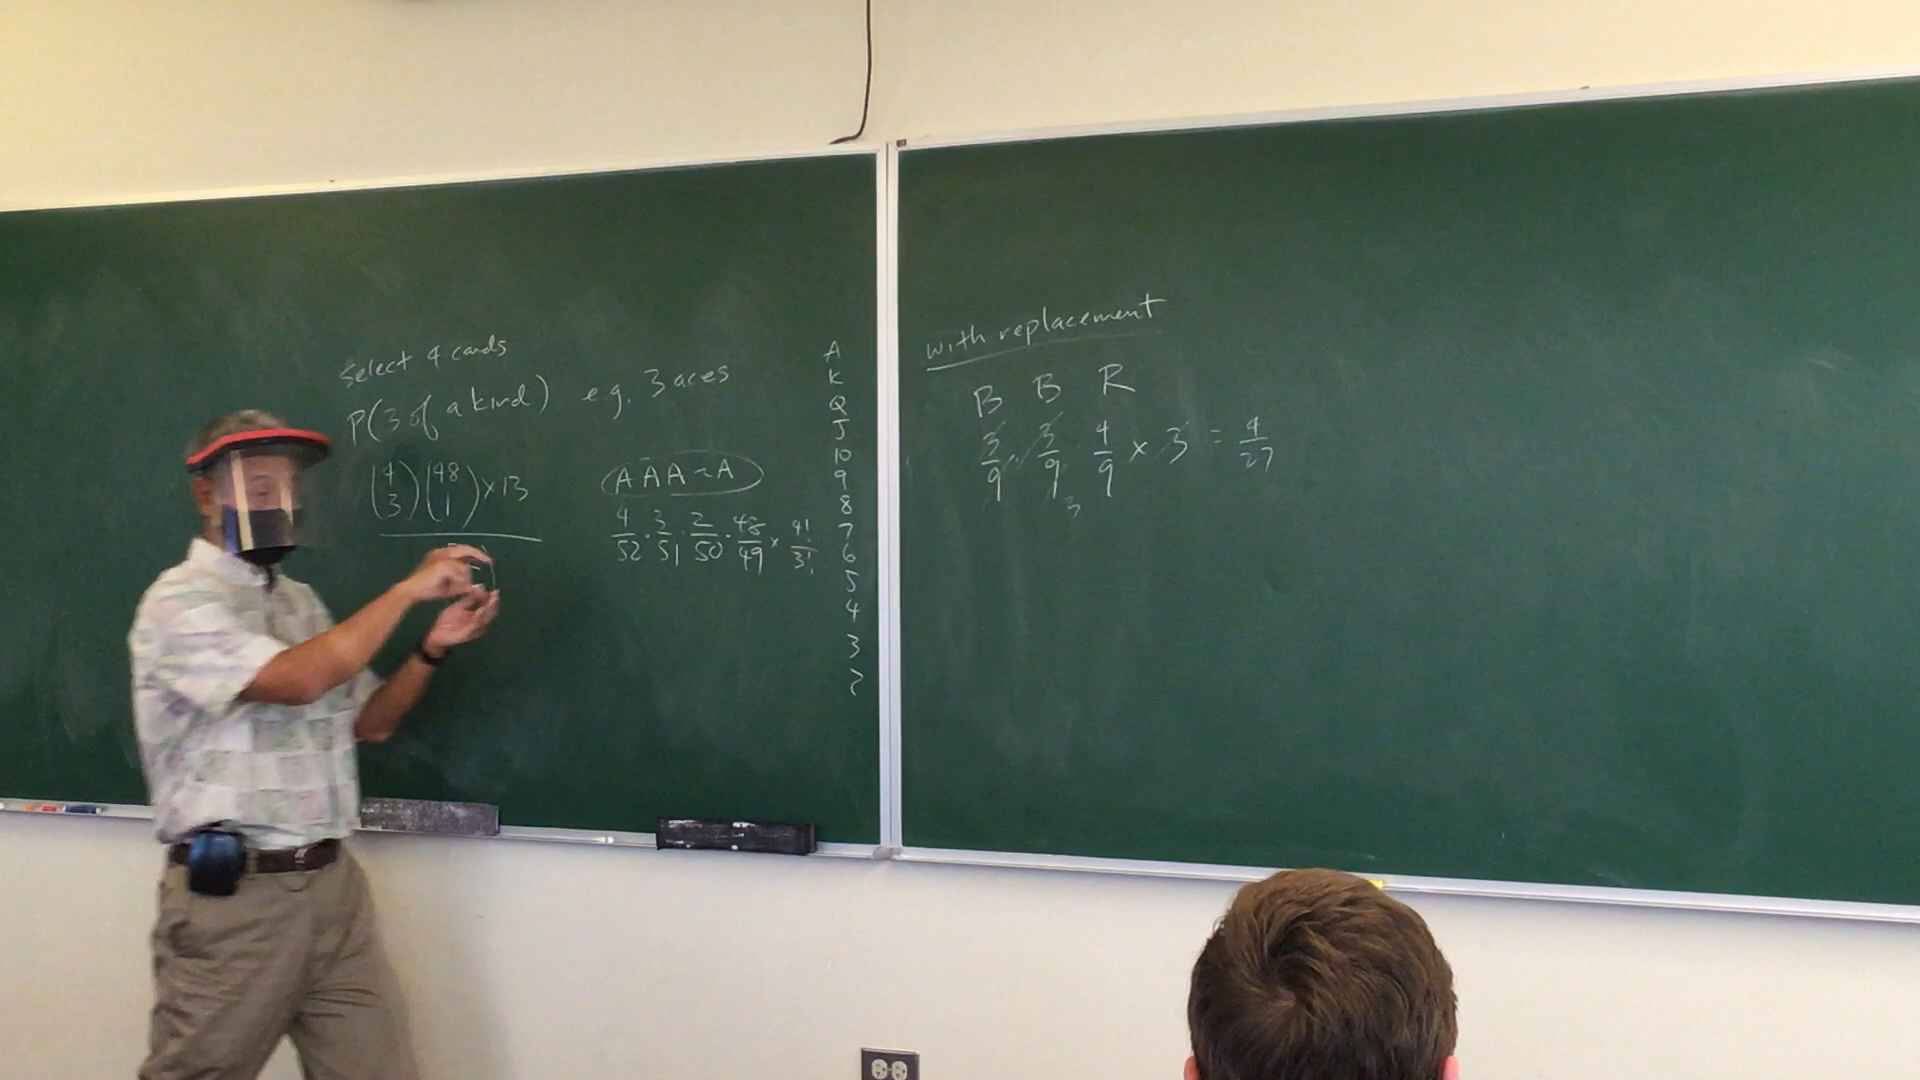 Select 4 cards
P(3 of a kind) e.g. 3 aces
(4 3)(48 1)×13
A A A ~A
4/52 · 3/51 · 2/50 · 48/49 × 4!/3!
A
K
Q
J
10
9
8
7
6
5
4
3
2
with replacement
B B R
3/9 · 3/9 · 4/9 × 3 = 4/27
3